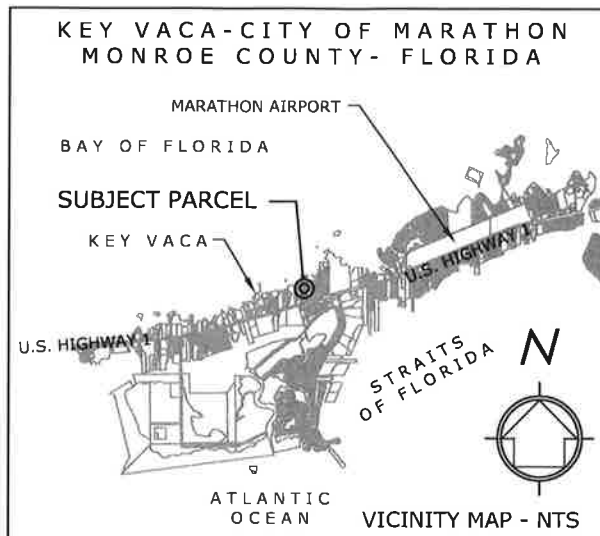 KEY VACA-CITY OF MARATHON
MONROE COUNTY- FLORIDA
MARATHON AIRPORT
BAY OF FLORIDA
SUBJECT PARCEL
KEY VACA
U.S. HIGHWAY 1
U.S. HIGHWAY 1
STRAITS
OF FLORIDA
N
ATLANTIC
OCEAN
VICINITY MAP - NTS